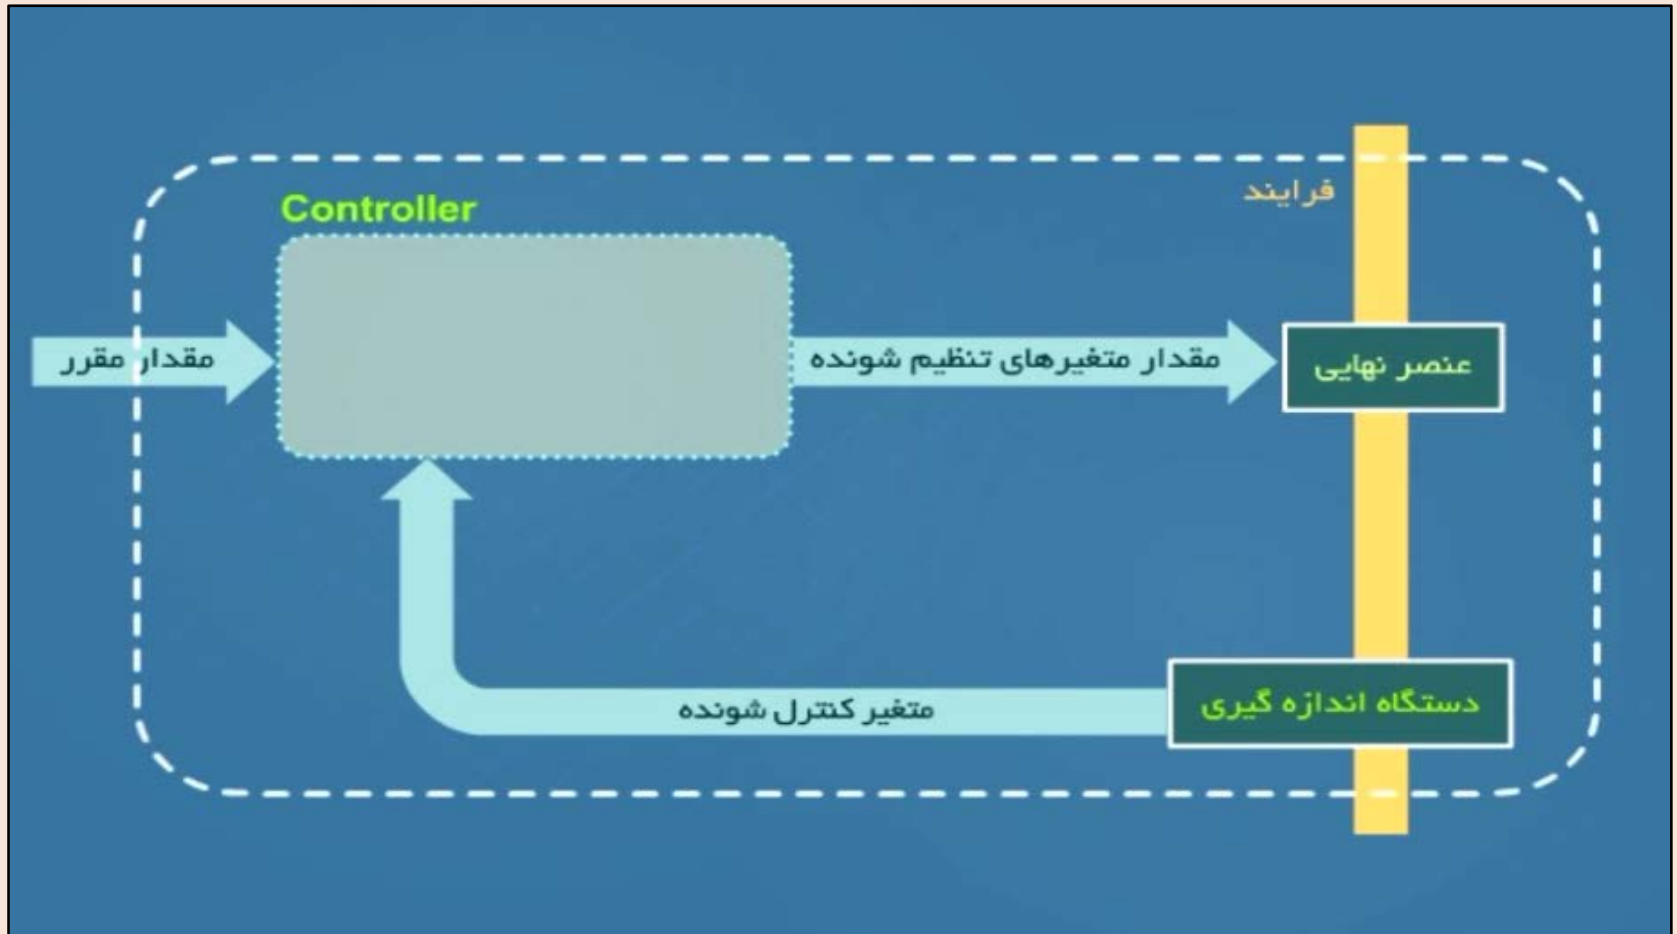 فرایند
Controller
مقدار مقرر
مقدار متغیرهای تنظیم شونده
عنصر نهایی
متغیر کنترل شونده
دستگاه اندازه گیری